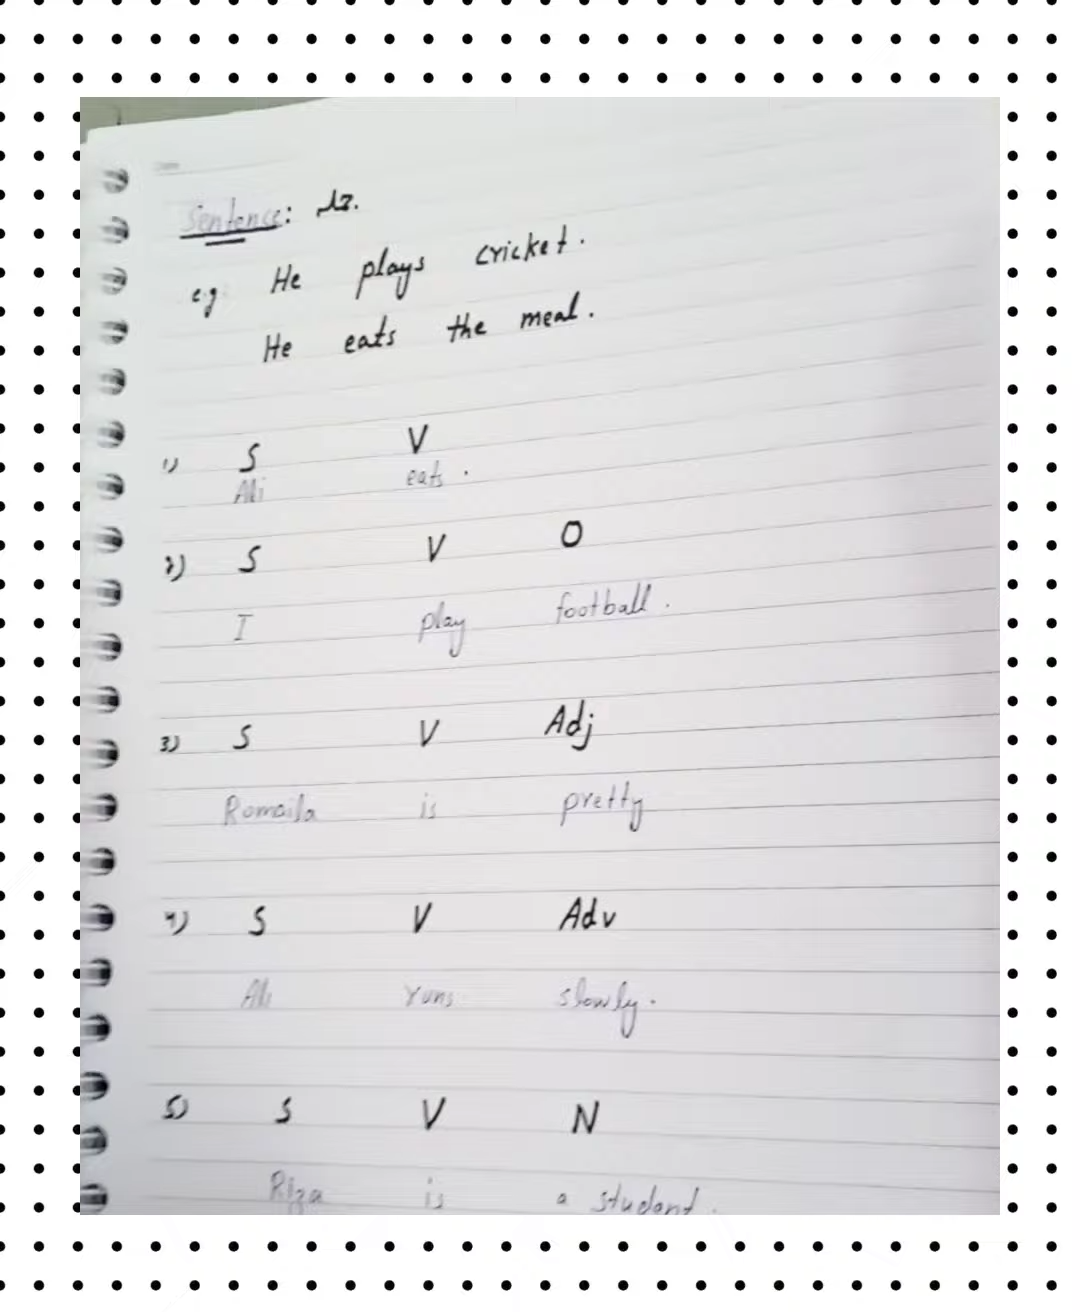 Sentence:
e.g He plays cricket.
He eats the meal.
1) S V
Ali eats.
2) S V O
I play football.
3) S V Adj
Romaila is pretty
4) S V Adv
Ali runs slowly.
5) S V N
Riza is a student.